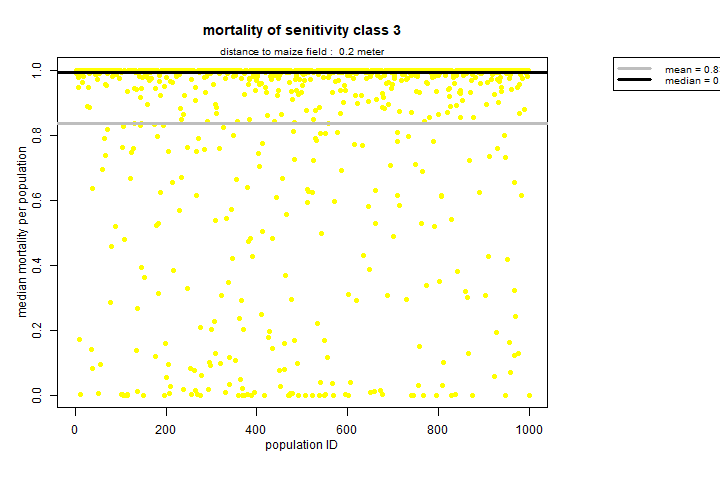 mortality of senitivity class 3
distance to maize field : 0.2 meter
median mortality per population
1.0
0.8
0.6
0.4
0.2
0.0
0
200
400
600
800
1000
population ID
mean = 0.8
median = 0